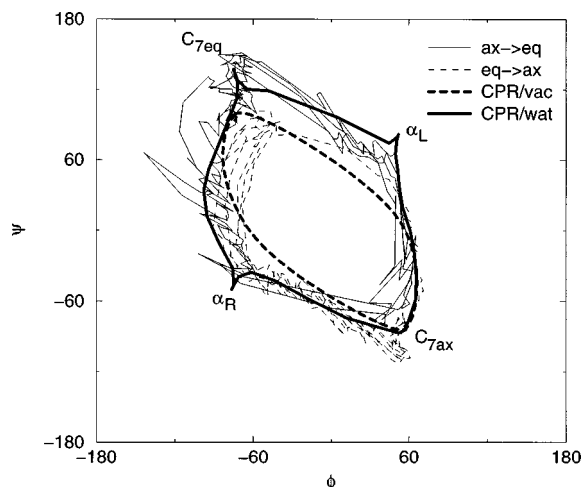 180
C7eq
ax->eq
eq->ax
CPR/vac
CPR/wat
αL
60
ψ
-60
αR
C7ax
-180
-180
-60
60
180
φ